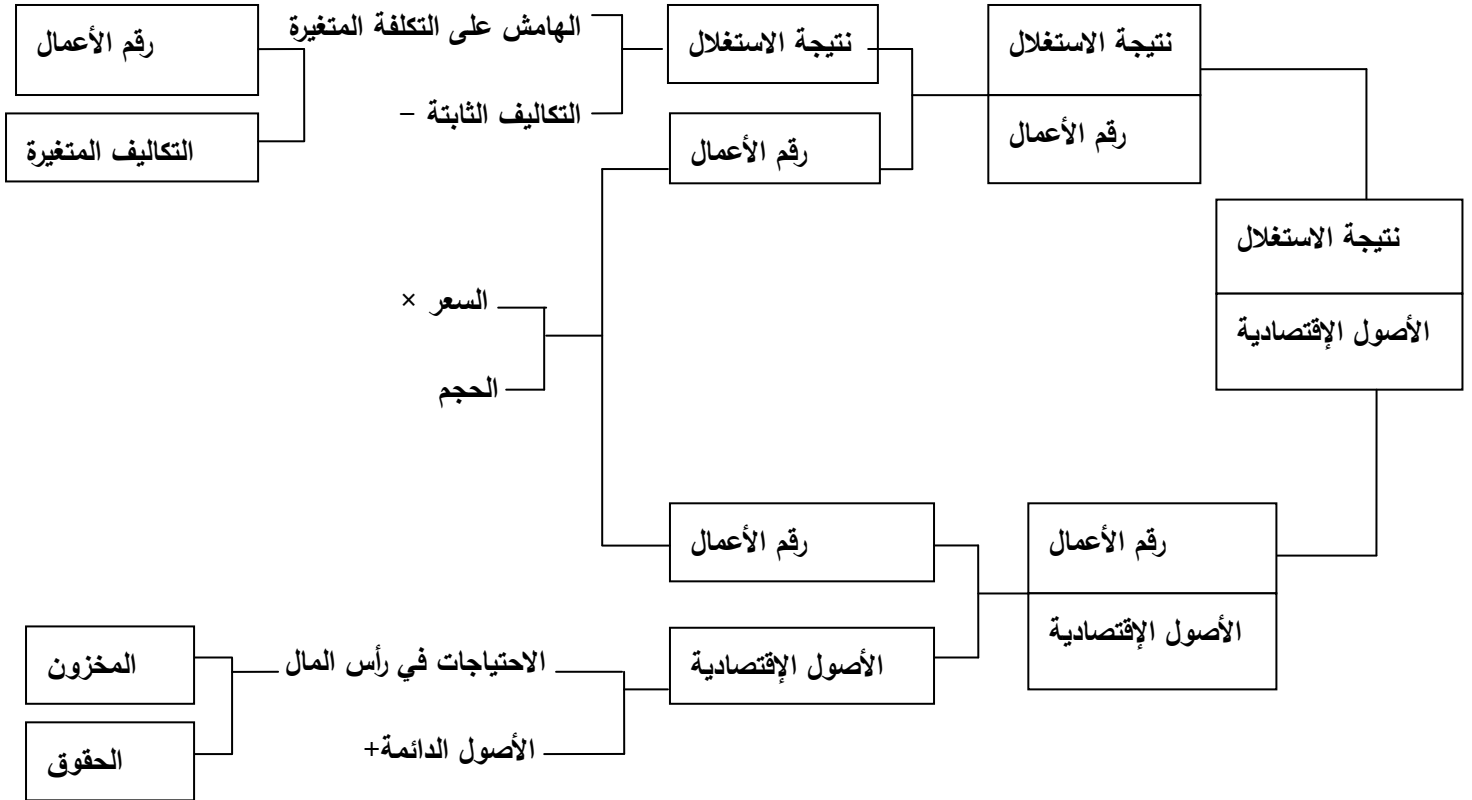 نتيجة الاستغلال
رقم الأعمال
نتيجة الاستغلال
الأصول الإقتصادية
رقم الأعمال
الأصول الإقتصادية
نتيجة الاستغلال
رقم الأعمال
رقم الأعمال
الأصول الإقتصادية
الهامش على التكلفة المتغيرة
التكاليف الثابتة –
السعر ×
الحجم
الاحتياجات في رأس المال
الأصول الدائمة+
رقم الأعمال
التكاليف المتغيرة
المخزون
الحقوق